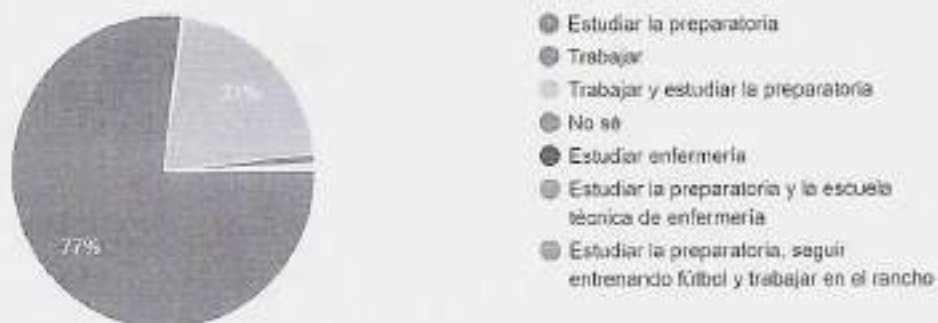 21%
77%
Estudiar la preparatoria
Trabajar
Trabajar y estudiar la preparatoria
No sé
Estudiar enfermería
Estudiar la preparatoria y la escuela
técnica de enfermería
Estudiar la preparatoria, seguir
entrenando fútbol y trabajar en el rancho